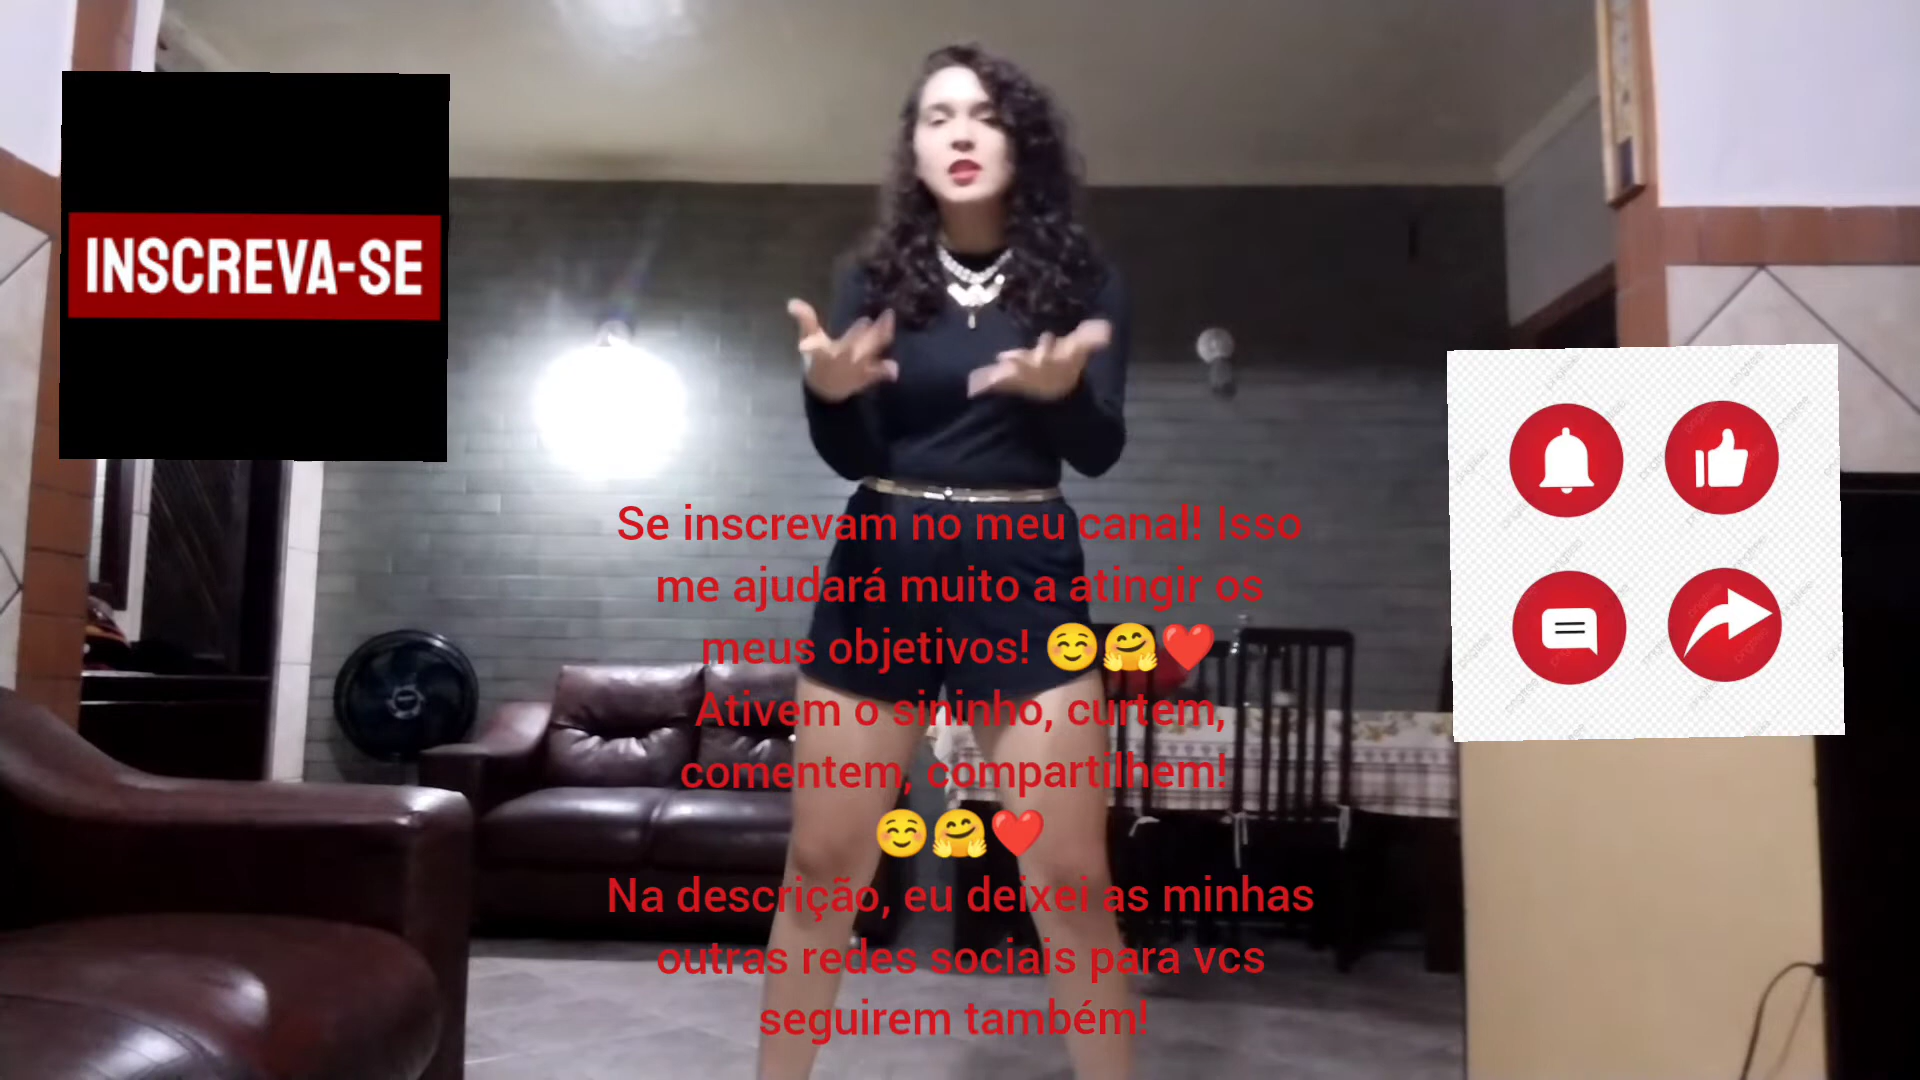 INSCREVA-SE
Se inscrevam no meu canal! Isso
me ajudará muito a atingir os
meus objetivos! ☺️🤗❤️
Ativem o sininho, curtem,
comentem, compartilhem!
☺️🤗❤️
Na descrição, eu deixei as minhas
outras redes sociais para vcs
seguirem também!